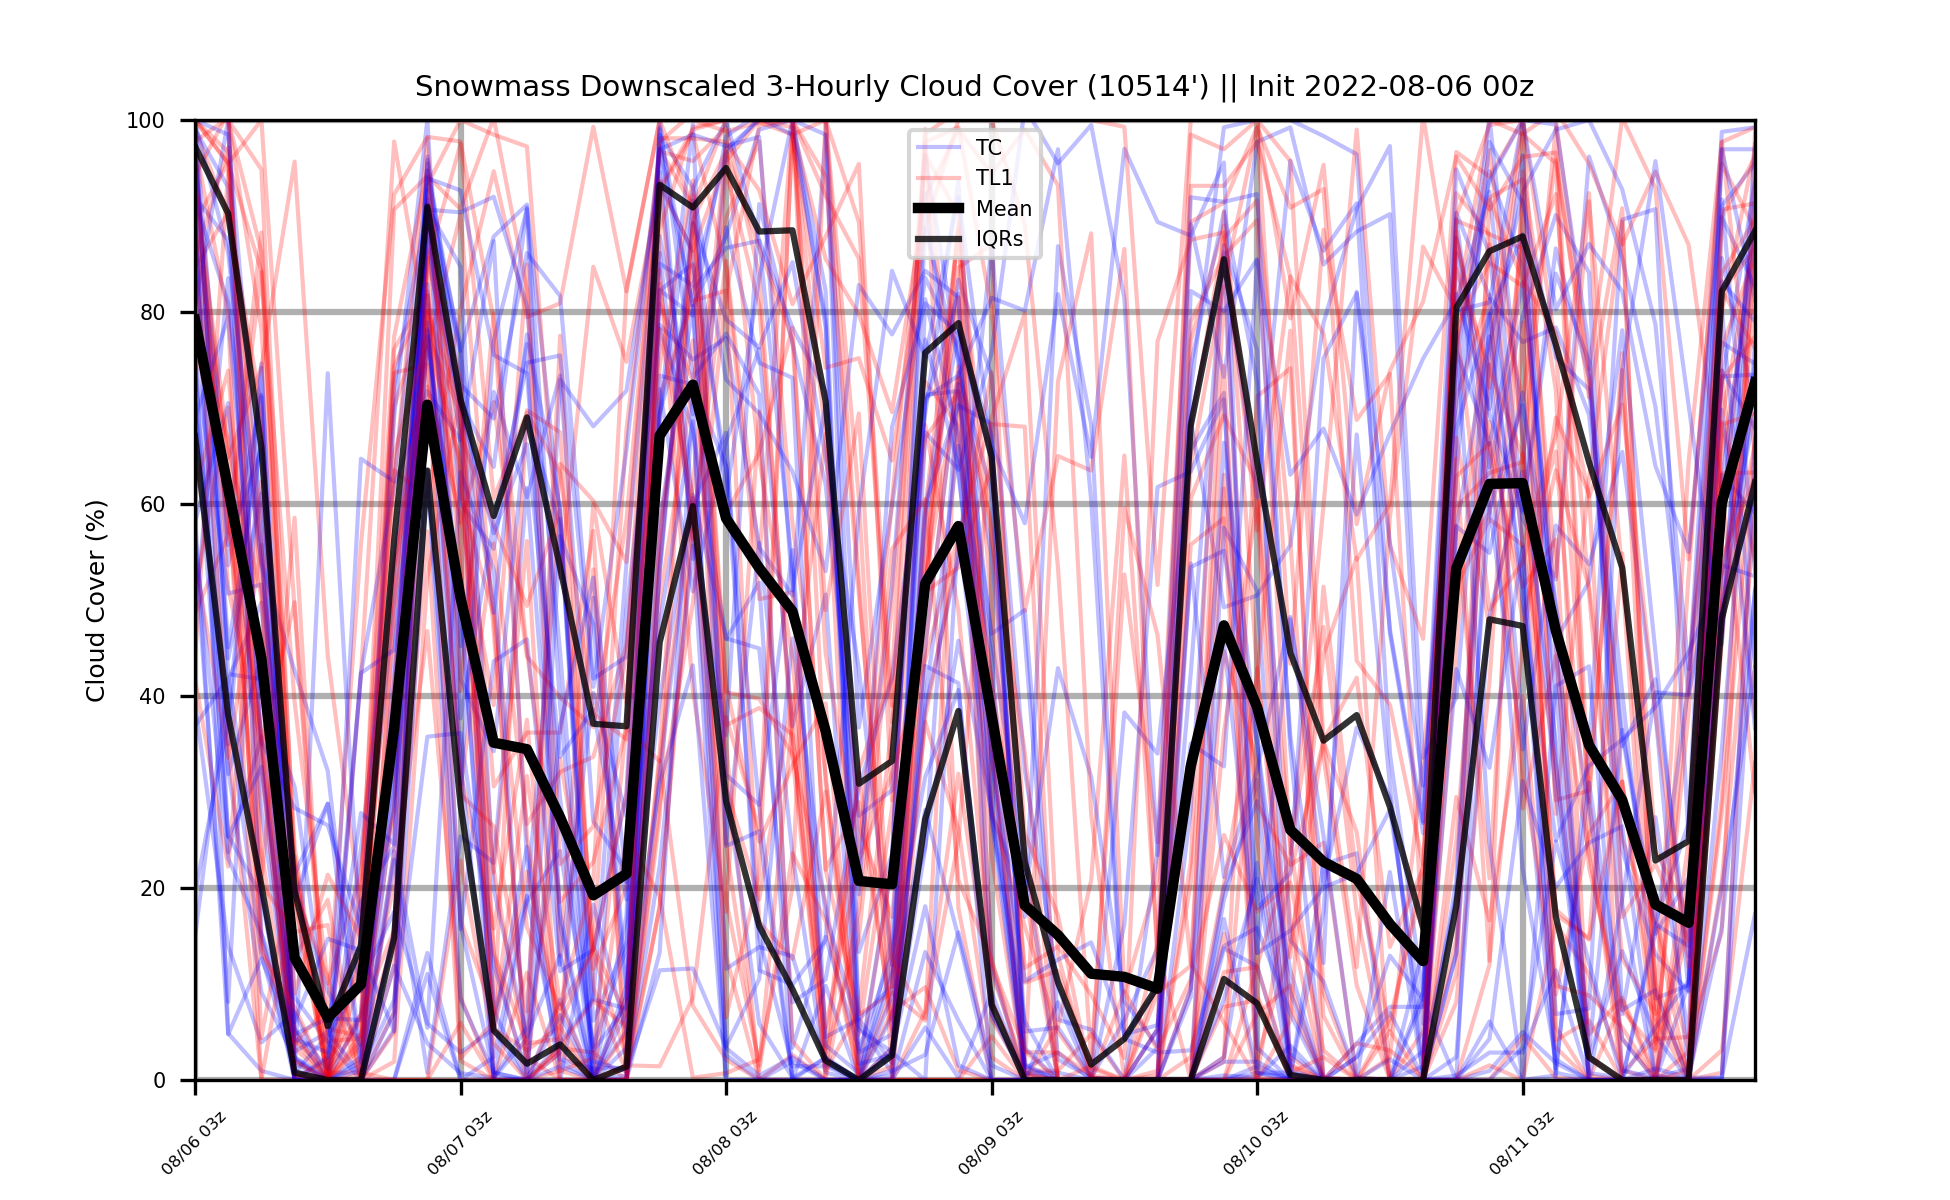 Snowmass Downscaled 3-Hourly Cloud Cover (10514') || Init 2022-08-06 00z
Cloud Cover (%)
100
80
60
40
20
0
TC
TL1
Mean
IQRs
08/06 03z
08/07 03z
08/08 03z
08/09 03z
08/10 03z
08/11 03z